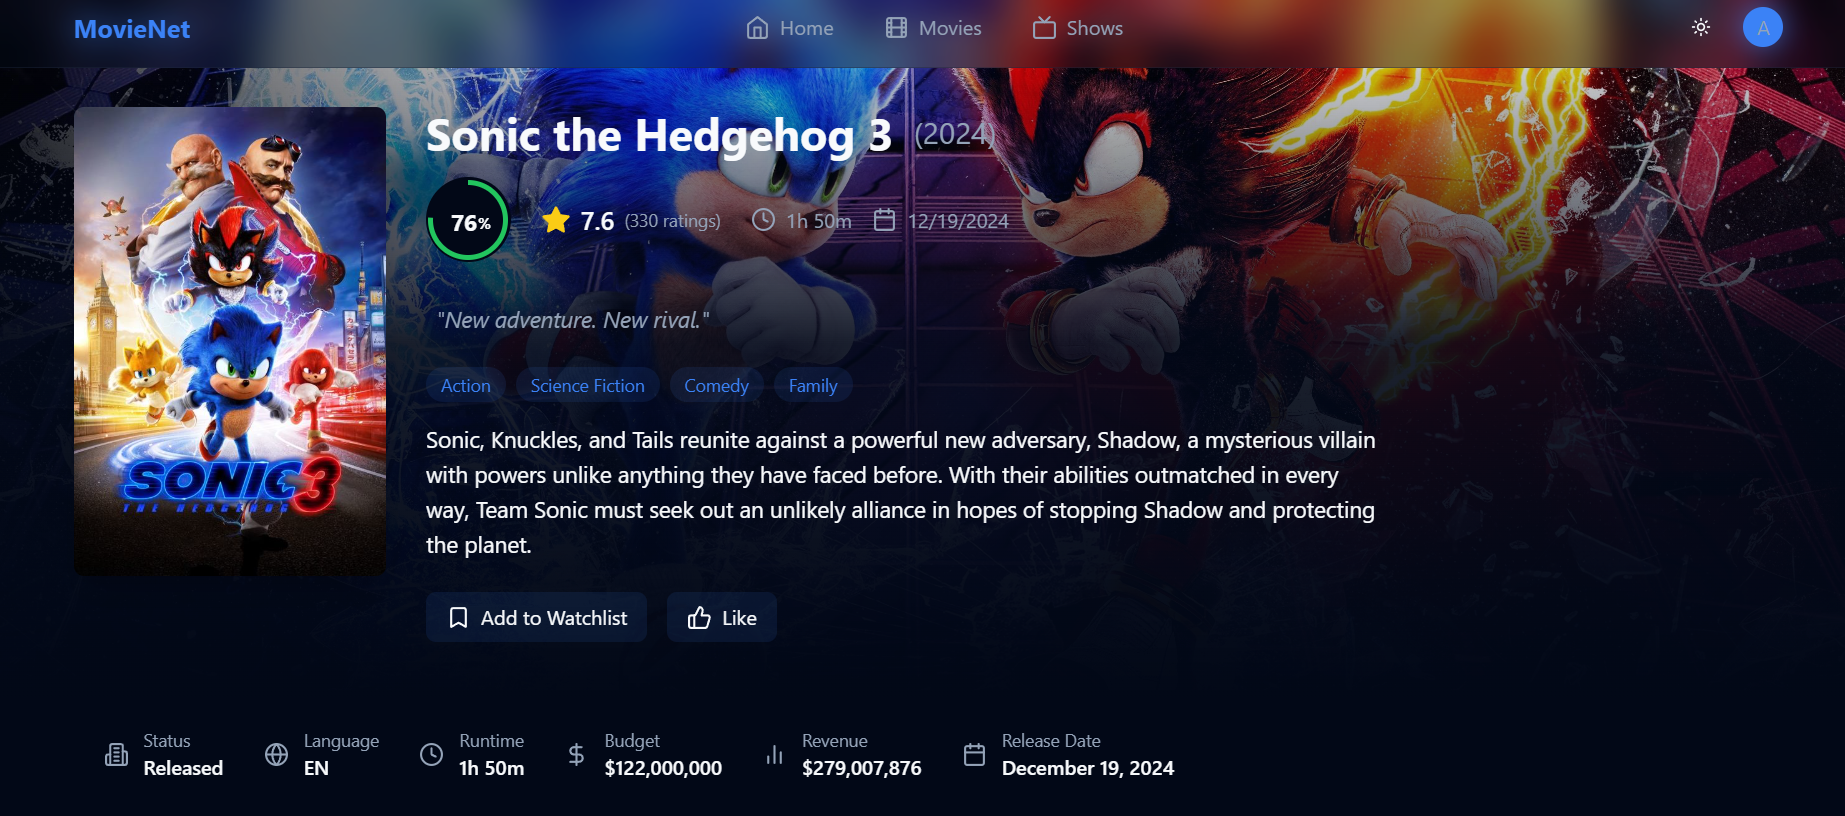 MovieNet
Home
Movies
Shows
A
Sonic the Hedgehog 3 (2024)
76%
7.6 (330 ratings)
1h 50m
12/19/2024
"New adventure. New rival."
Action
Science Fiction
Comedy
Family
Sonic, Knuckles, and Tails reunite against a powerful new adversary, Shadow, a mysterious villain
with powers unlike anything they have faced before. With their abilities outmatched in every
way, Team Sonic must seek out an unlikely alliance in hopes of stopping Shadow and protecting
the planet.
SONIC 3
THE HEDGEHOG
Add to Watchlist
Like
Status
Released
Language
EN
Runtime
1h 50m
Budget
$122,000,000
Revenue
$279,007,876
Release Date
December 19, 2024